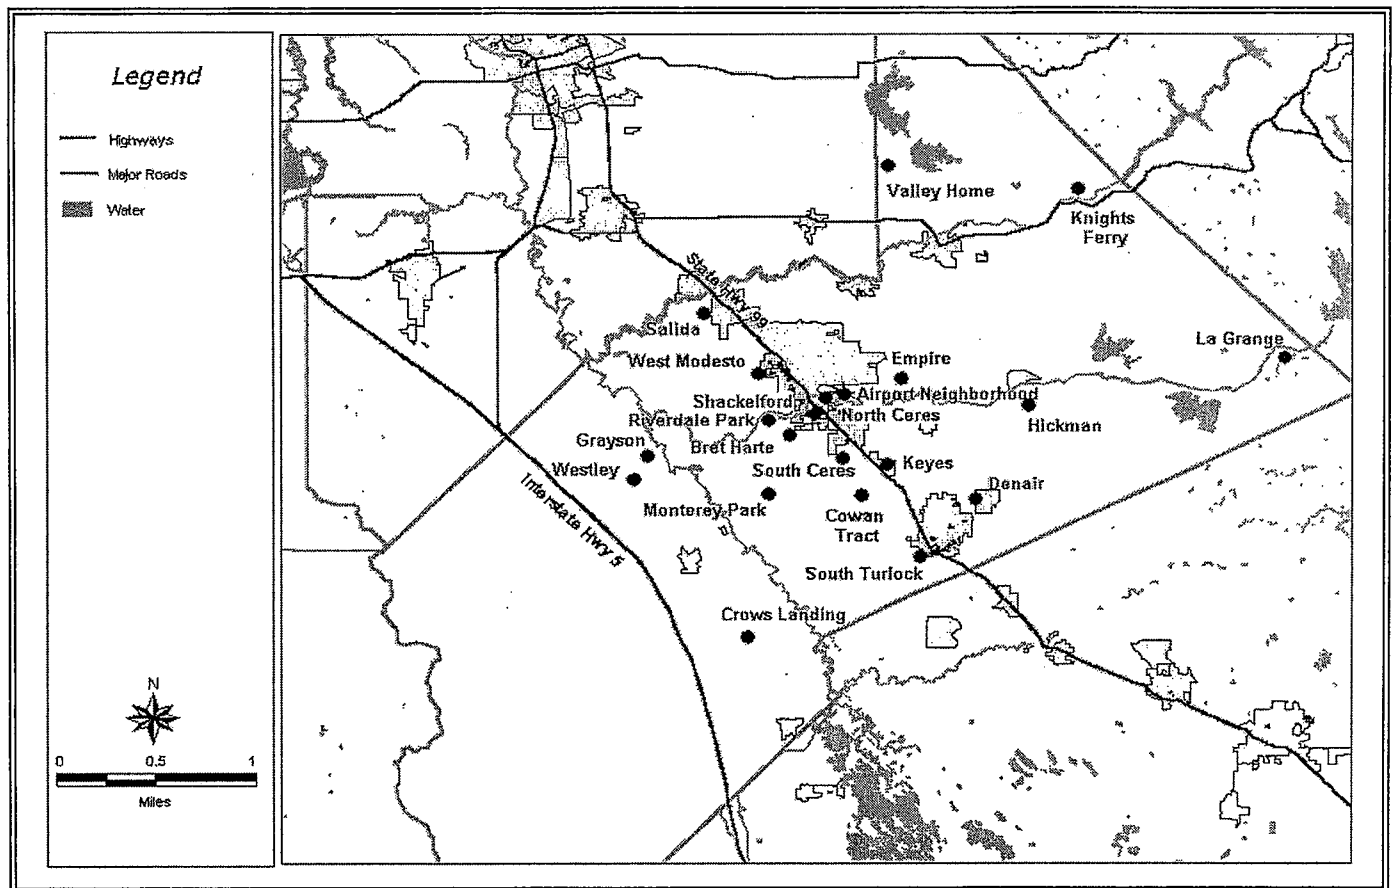 Legend
Highways
Major Roads
Water
N
0 0.5 1
Miles
Valley Home
Knights
Ferry
State Hwy 99
Salida
La Grange
West Modesto
Empire
Shackelford
Airport Neighborhood
Riverdale Park
North Ceres
Hickman
Bret Harte
Grayson
Westley
South Ceres
Keyes
Denair
Interstate Hwy 5
Monterey Park
Cowan
Tract
South Turlock
Crows Landing